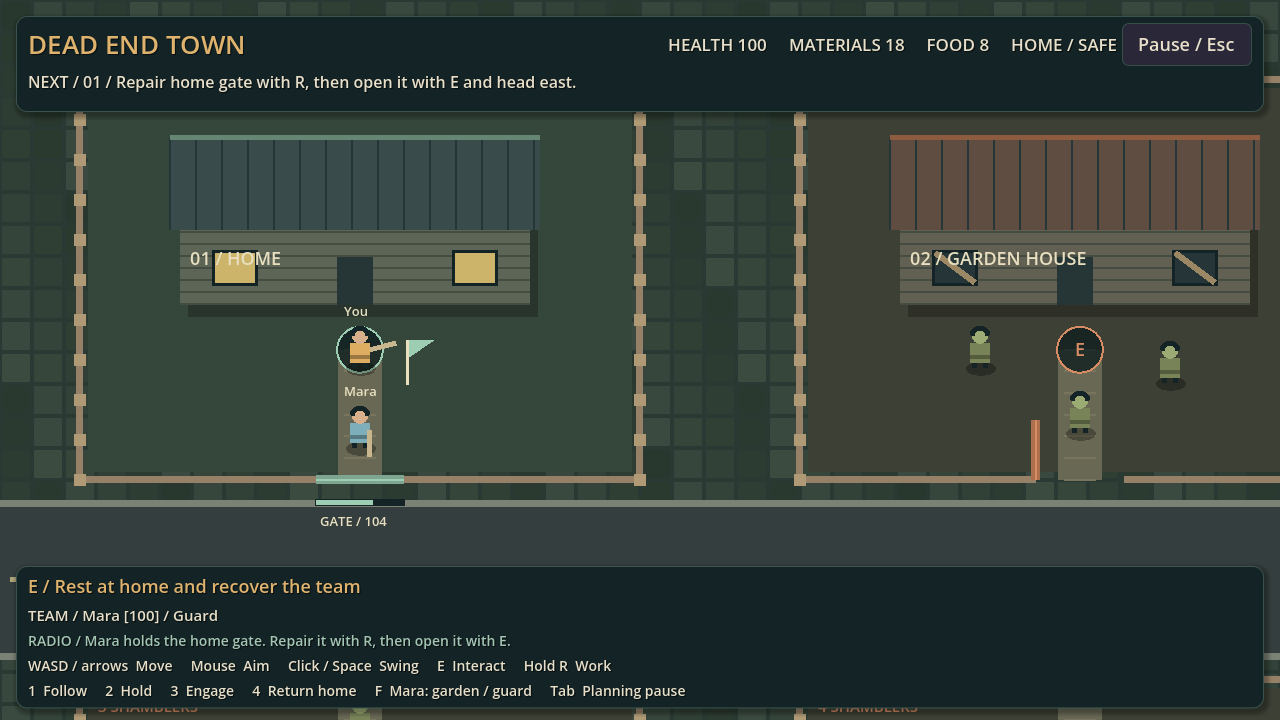 DEAD END TOWN
HEALTH 100 MATERIALS 18 FOOD 8 HOME / SAFE Pause / Esc
NEXT / 01 / Repair home gate with R, then open it with E and head east.
01 / HOME
02 / GARDEN HOUSE
You
E
Mara
GATE / 104
E / Rest at home and recover the team
TEAM / Mara [100] / Guard
RADIO / Mara holds the home gate. Repair it with R, then open it with E.
WASD / arrows Move Mouse Aim Click / Space Swing E Interact Hold R Work
1 Follow 2 Hold 3 Engage 4 Return home F Mara: garden / guard Tab Planning pause
3 SHAMBLERS
4 SHAMBLERS